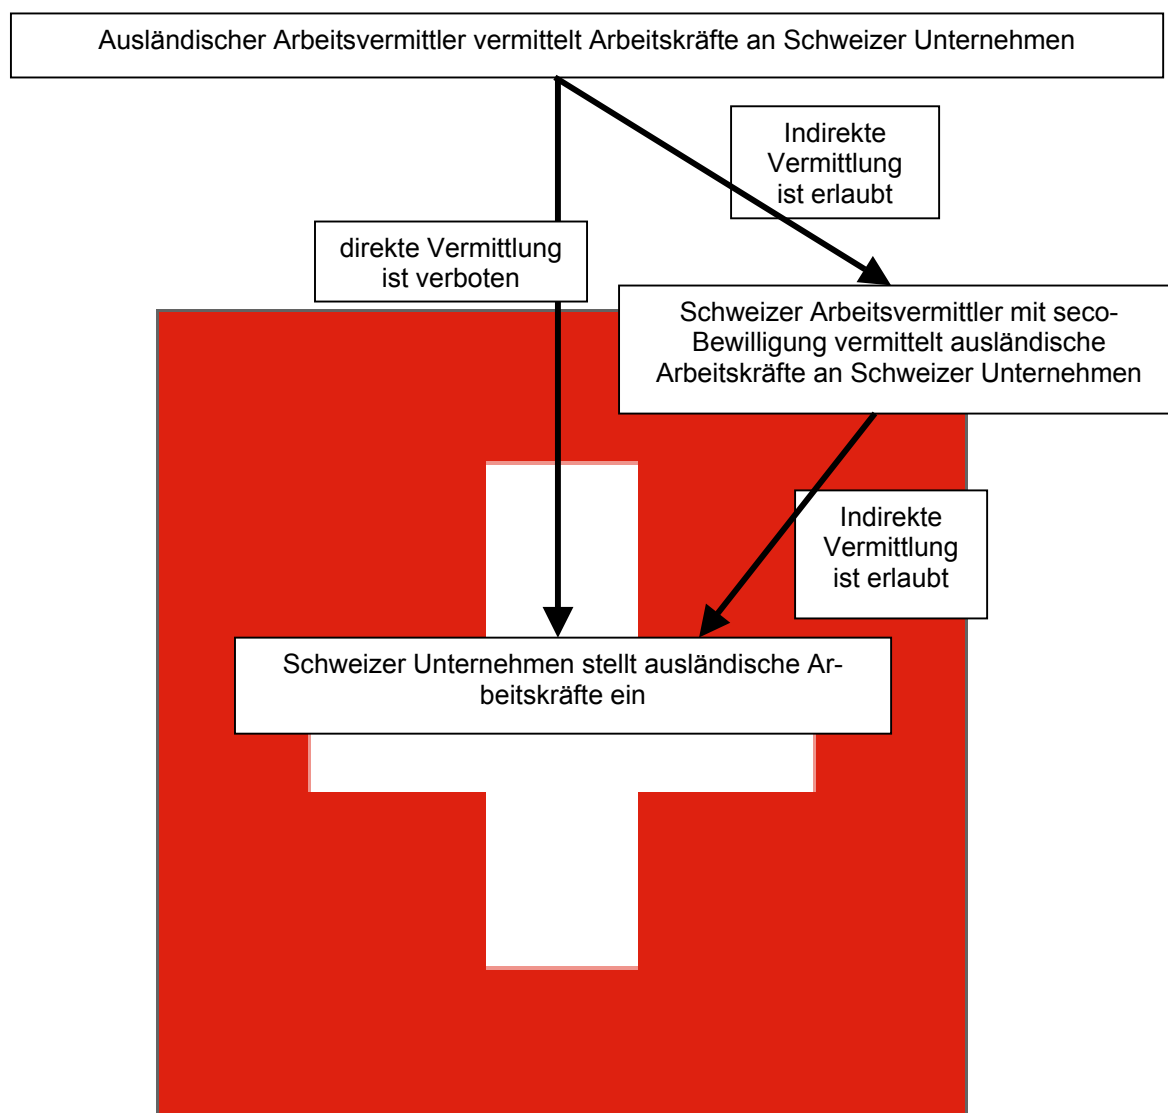 Ausländischer Arbeitsvermittler vermittelt Arbeitskräfte an Schweizer Unternehmen
Indirekte
Vermittlung
ist erlaubt
direkte Vermittlung
ist verboten
Schweizer Arbeitsvermittler mit seco-
Bewilligung vermittelt ausländische
Arbeitskräfte an Schweizer Unternehmen
Indirekte
Vermittlung
ist erlaubt
Schweizer Unternehmen stellt ausländische Ar-
beitskräfte ein